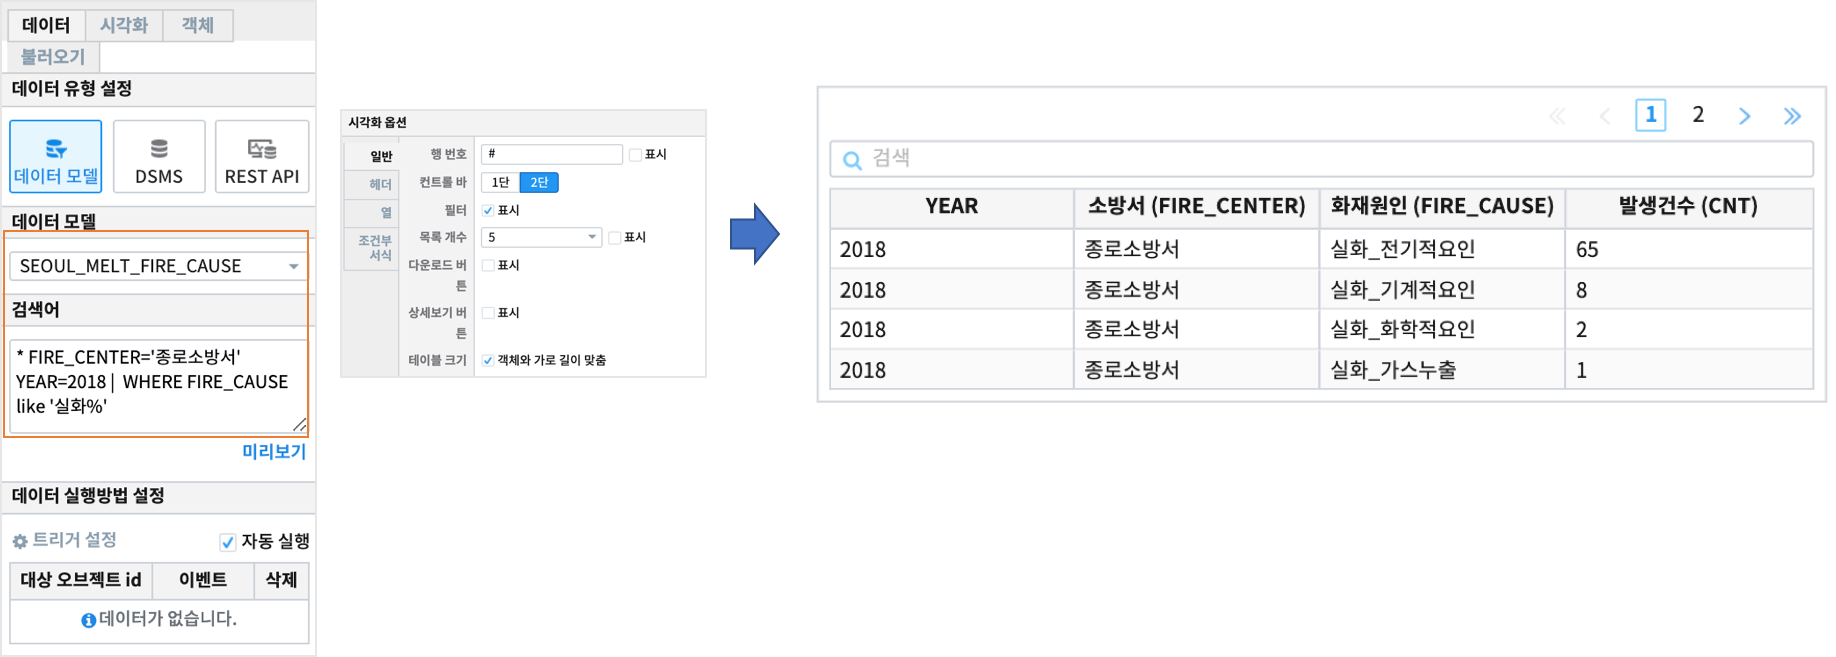 데이터 시각화 객체
불러오기
데이터 유형 설정
데이터 모델 DSMS REST API
데이터 모델
SEOUL_MELT_FIRE_CAUSE
검색어
* FIRE_CENTER='종로소방서'
YEAR=2018 | WHERE FIRE_CAUSE
like '실화%'
미리보기
데이터 실행방법 설정
트리거 설정 자동 실행
대상 오브젝트 id 이벤트 삭제
데이터가 없습니다.
시각화 옵션
일반
헤더
열
조건부
서식
행 번호 # 표시
컨트롤 바 1단 2단
필터 표시
목록 개수 5 표시
다운로드 버
튼
표시
상세보기 버
튼
표시
테이블 크기 객체와 가로 길이 맞춤
1 2
검색
YEAR 소방서 (FIRE_CENTER) 화재원인 (FIRE_CAUSE) 발생건수 (CNT)
2018 종로소방서 실화_전기적요인 65
2018 종로소방서 실화_기계적요인 8
2018 종로소방서 실화_화학적요인 2
2018 종로소방서 실화_가스누출 1